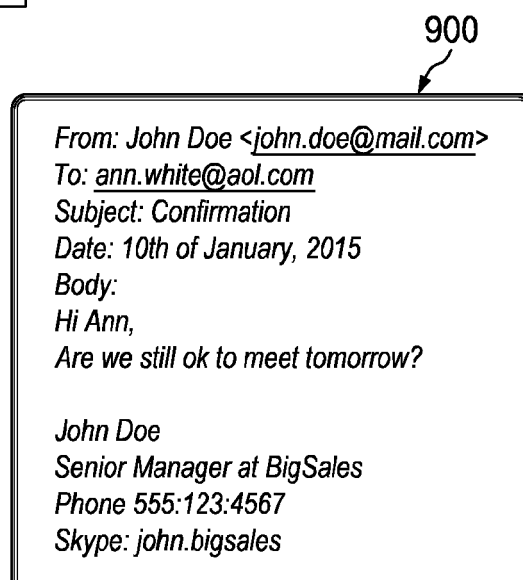 900
From: John Doe <john.doe@mail.com>
To: ann.white@aol.com
Subject: Confirmation
Date: 10th of January, 2015
Body:
Hi Ann,
Are we still ok to meet tomorrow?
John Doe
Senior Manager at BigSales
Phone 555:123:4567
Skype: john.bigsales